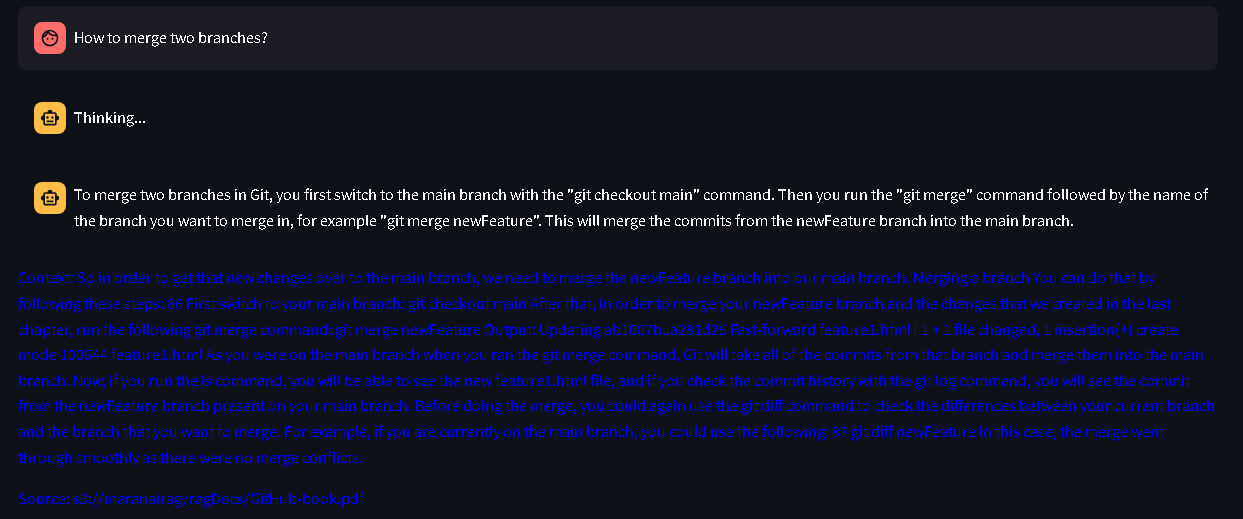 How to merge two branches?
Thinking...
To merge two branches in Git, you first switch to the main branch with the "git checkout main" command. Then you run the "git merge" command followed by the name of
the branch you want to merge in, for example "git merge newFeature". This will merge the commits from the newFeature branch into the main branch.
Context: So in order to get that new changes over to the main branch, we need to merge the newFeature branch into our main branch. Merging a branch You can do that by
following these steps: 86 First switch to your main branch: git checkout main After that, in order to merge your newFeature branch and the changes that we created in the last
chapter, run the following git merge command: git merge newFeature Output: Updating ab1007b..a281d25 Fast-forward feature1.html | 1 + 1 file changed, 1 insertion(+) create
mode 100644 feature1.html As you were on the main branch when you ran the git merge command, Git will take all of the commits from that branch and merge them into the main
branch. Now, if you run the ls command, you will be able to see the new feature1.html file, and if you check the commit history with the git log command, you will see the commit
from the newFeature branch present on your main branch. Before doing the merge, you could again use the git diff command to check the differences between your current branch
and the branch that you want to merge. For example, if you are currently on the main branch, you could use the following: 87 git diff newFeature In this case, the merge went
through smoothly as there were no merge conflicts.
Source: s3://maranairag/ragDocs/GitHub-book.pdf